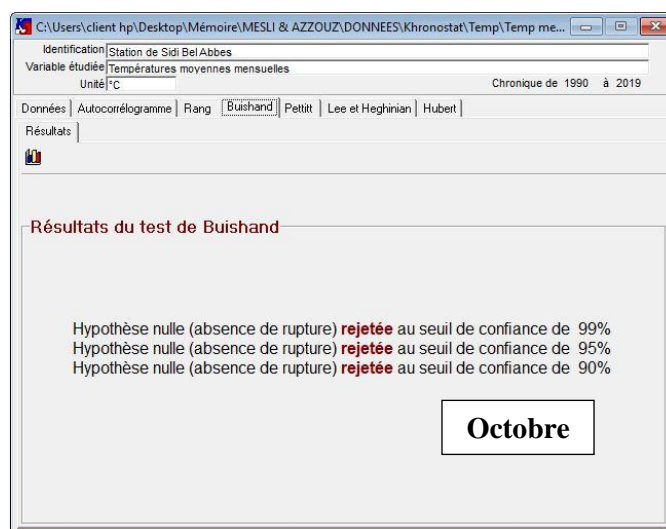 C:\Users\client hp\Desktop\Mémoire\MESLI & AZZOUZ\DONNEES\Khronostat\Temp\Temp me...
Identification Station de Sidi Bel Abbes
Variable étudiée Températures moyennes mensuelles
Unité °C Chronique de 1990 à 2019
Données Autocorrélogramme Rang Buishand Pettitt Lee et Heghinian Hubert
Résultats
Résultats du test de Buishand
Hypothèse nulle (absence de rupture) rejetée au seuil de confiance de 99%
Hypothèse nulle (absence de rupture) rejetée au seuil de confiance de 95%
Hypothèse nulle (absence de rupture) rejetée au seuil de confiance de 90%
Octobre